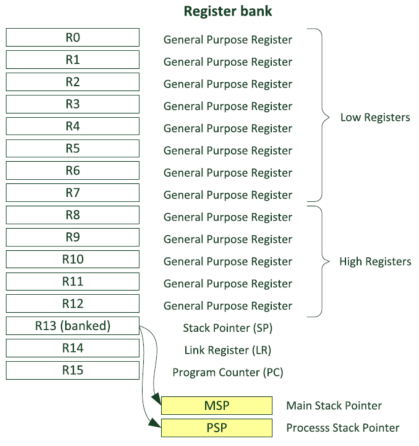 Register bank
R0 General Purpose Register
R1 General Purpose Register
R2 General Purpose Register
R3 General Purpose Register
R4 General Purpose Register
R5 General Purpose Register
R6 General Purpose Register
R7 General Purpose Register
Low Registers
R8 General Purpose Register
R9 General Purpose Register
R10 General Purpose Register
R11 General Purpose Register
R12 General Purpose Register
High Registers
R13 (banked) Stack Pointer (SP)
R14 Link Register (LR)
R15 Program Counter (PC)
MSP Main Stack Pointer
PSP Processs Stack Pointer